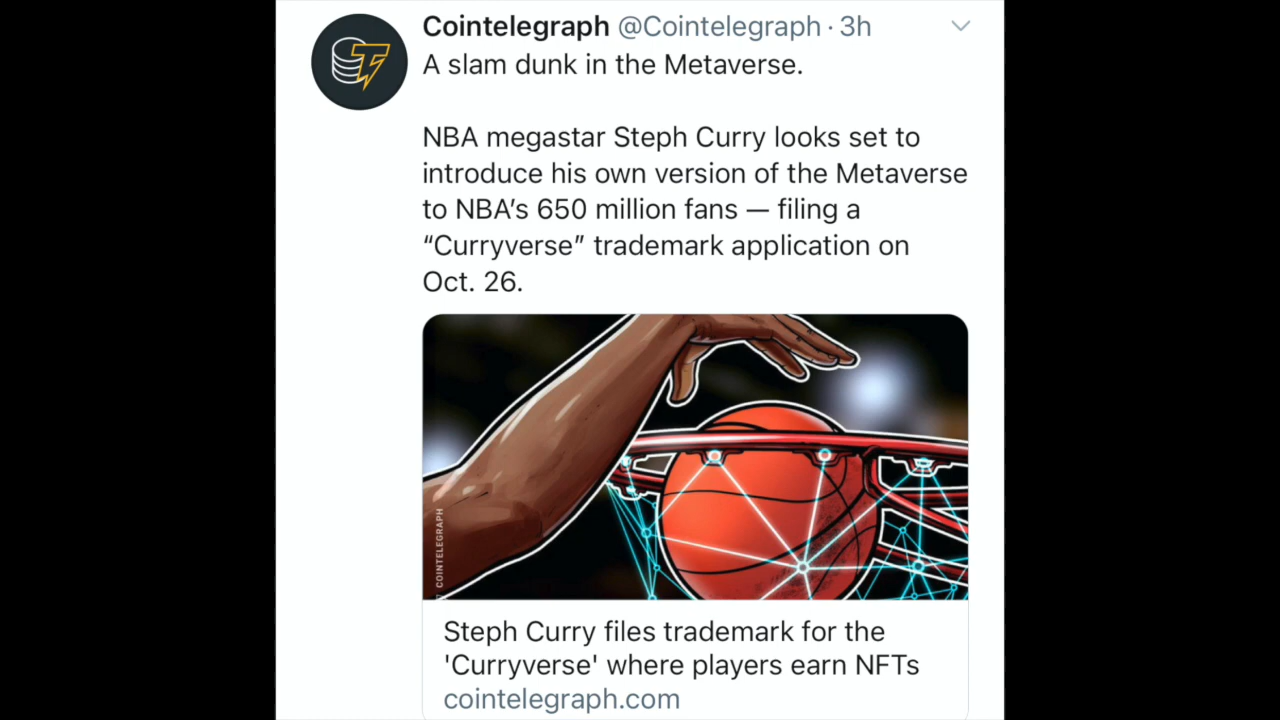 Cointelegraph @Cointelegraph · 3h
A slam dunk in the Metaverse.
NBA megastar Steph Curry looks set to
introduce his own version of the Metaverse
to NBA’s 650 million fans — filing a
“Curryverse” trademark application on
Oct. 26.
COINTELEGRAPH
Steph Curry files trademark for the
'Curryverse' where players earn NFTs
cointelegraph.com